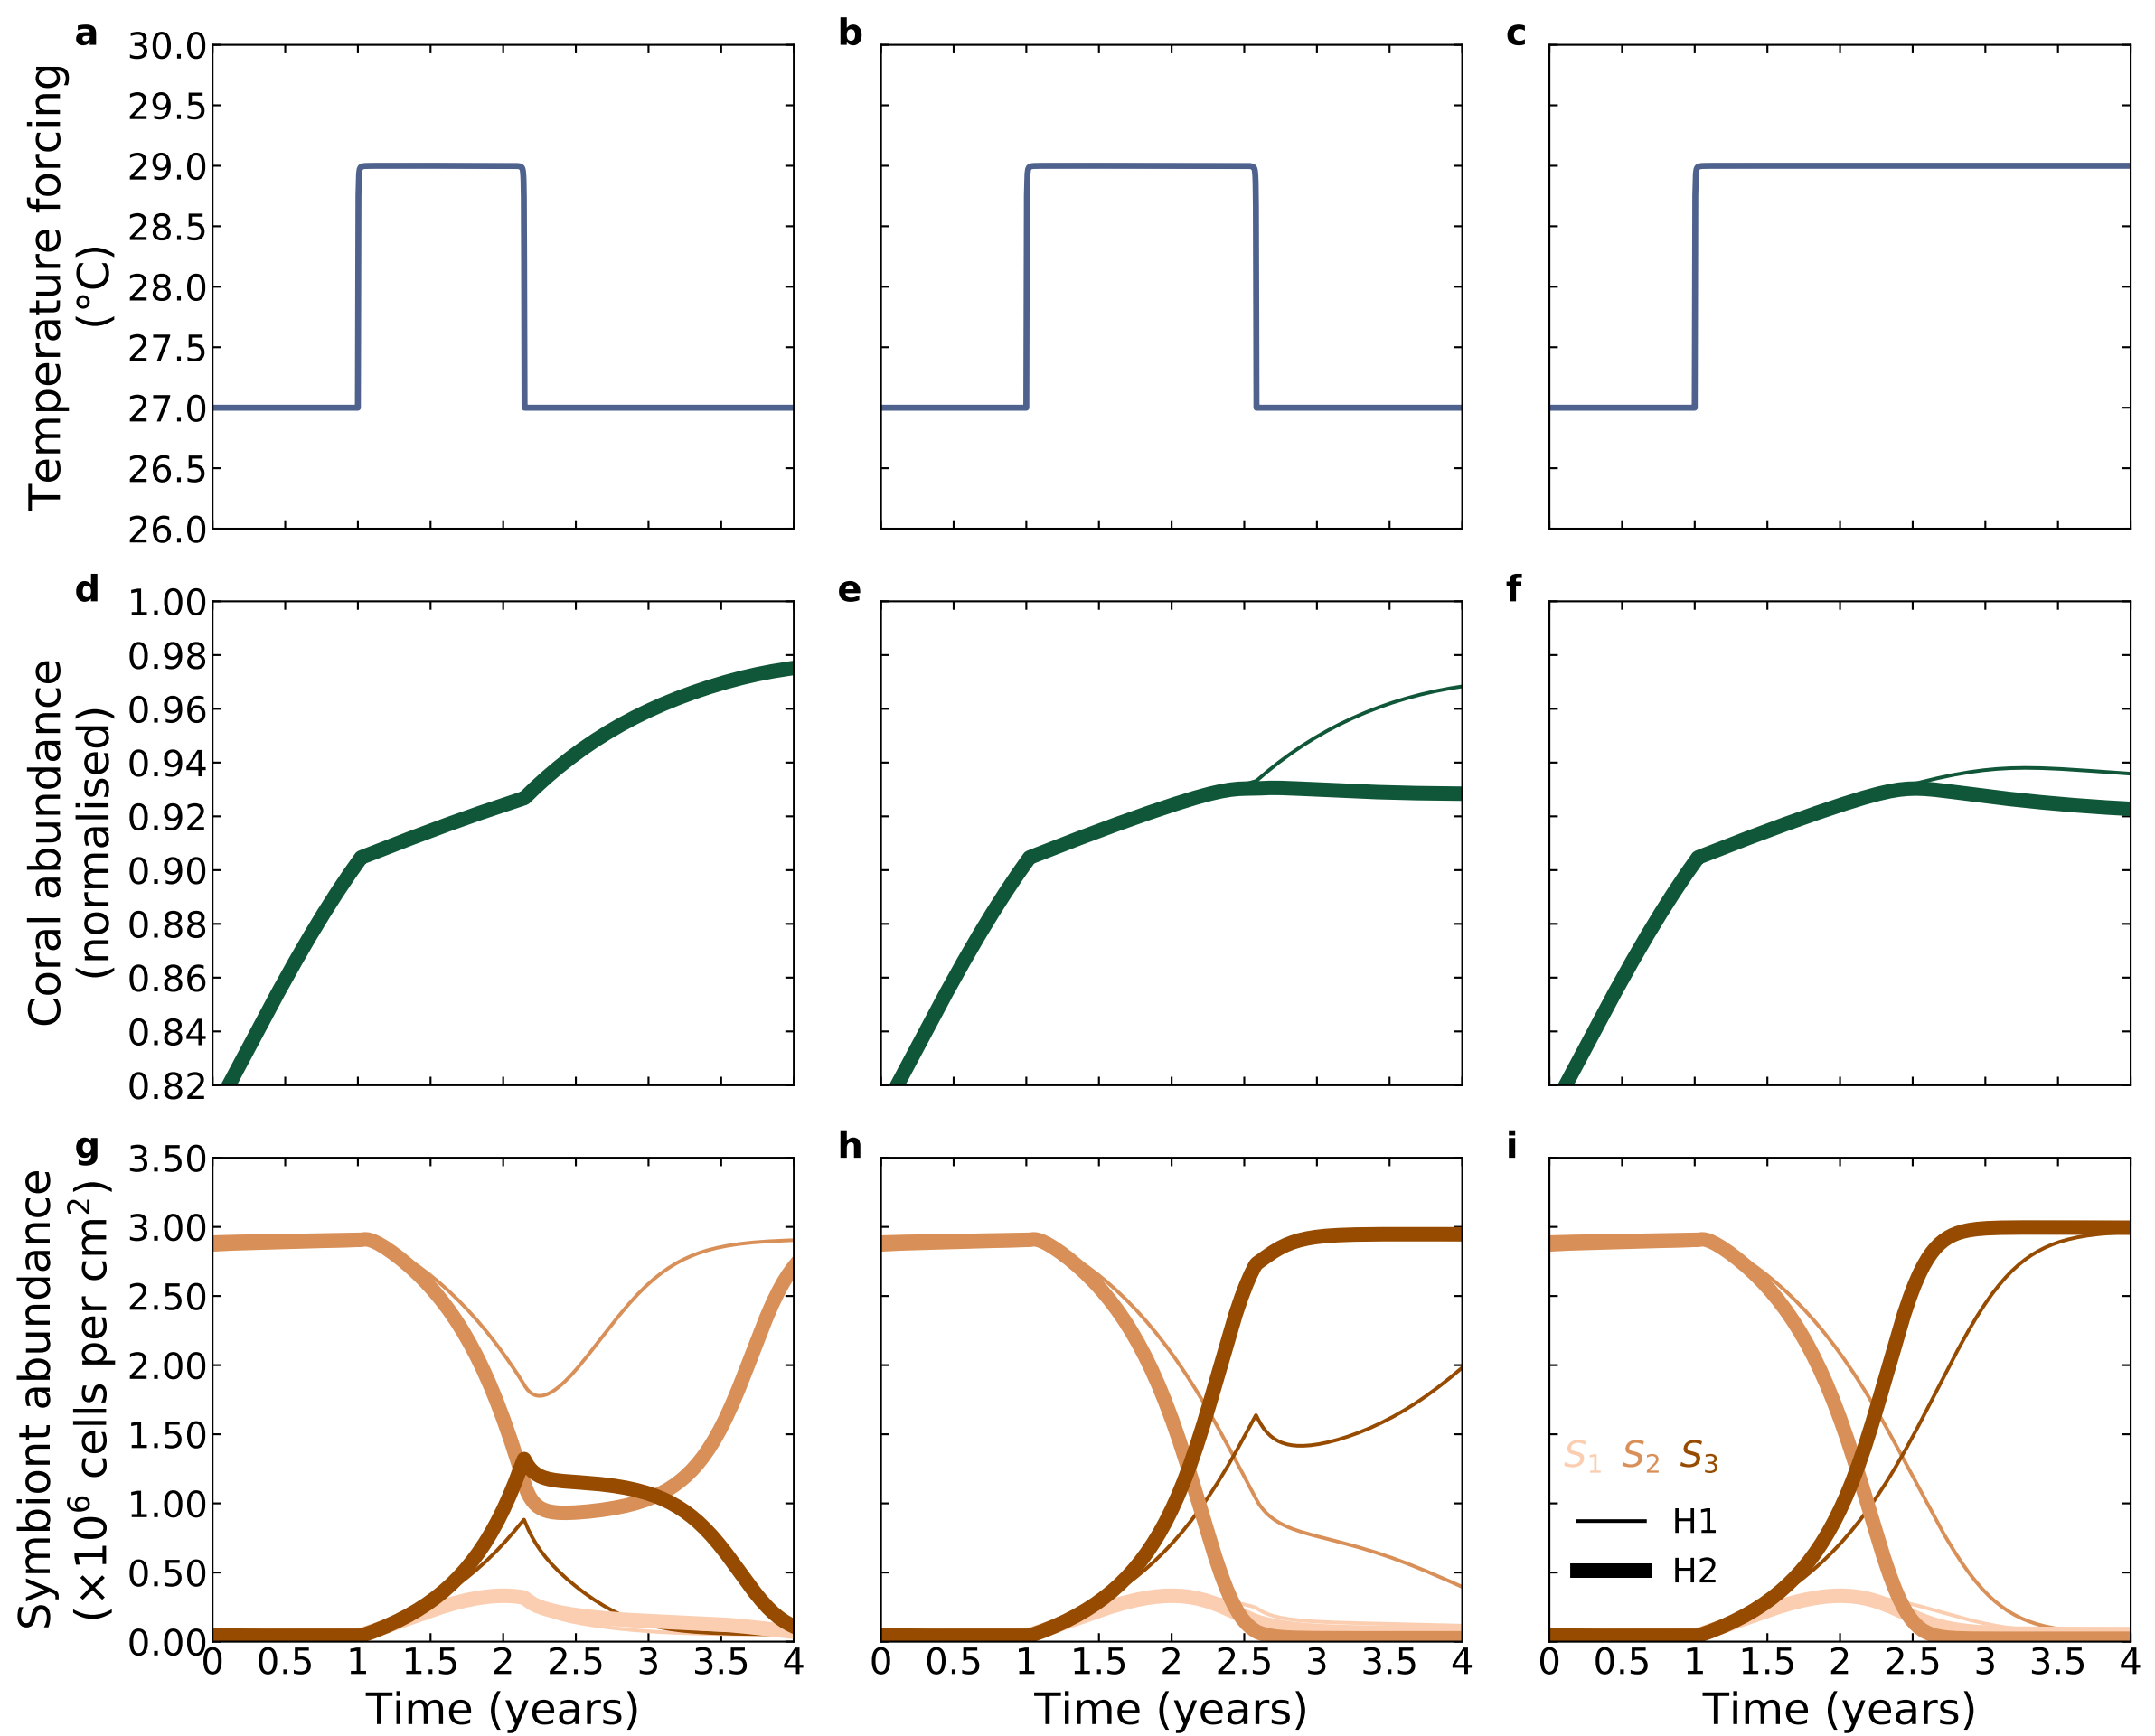 a
b
c
Temperature forcing
(°C)
30.0
29.5
29.0
28.5
28.0
27.5
27.0
26.5
26.0
d
e
f
Coral abundance
(normalised)
1.00
0.98
0.96
0.94
0.92
0.90
0.88
0.86
0.84
0.82
g
h
i
Symbiont abundance
(×10⁶ cells per cm²)
3.50
3.00
2.50
2.00
1.50
1.00
0.50
0.00
S₁ S₂ S₃
H1
H2
0 0.5 1 1.5 2 2.5 3 3.5 4
0 0.5 1 1.5 2 2.5 3 3.5 4
0 0.5 1 1.5 2 2.5 3 3.5 4
Time (years)
Time (years)
Time (years)